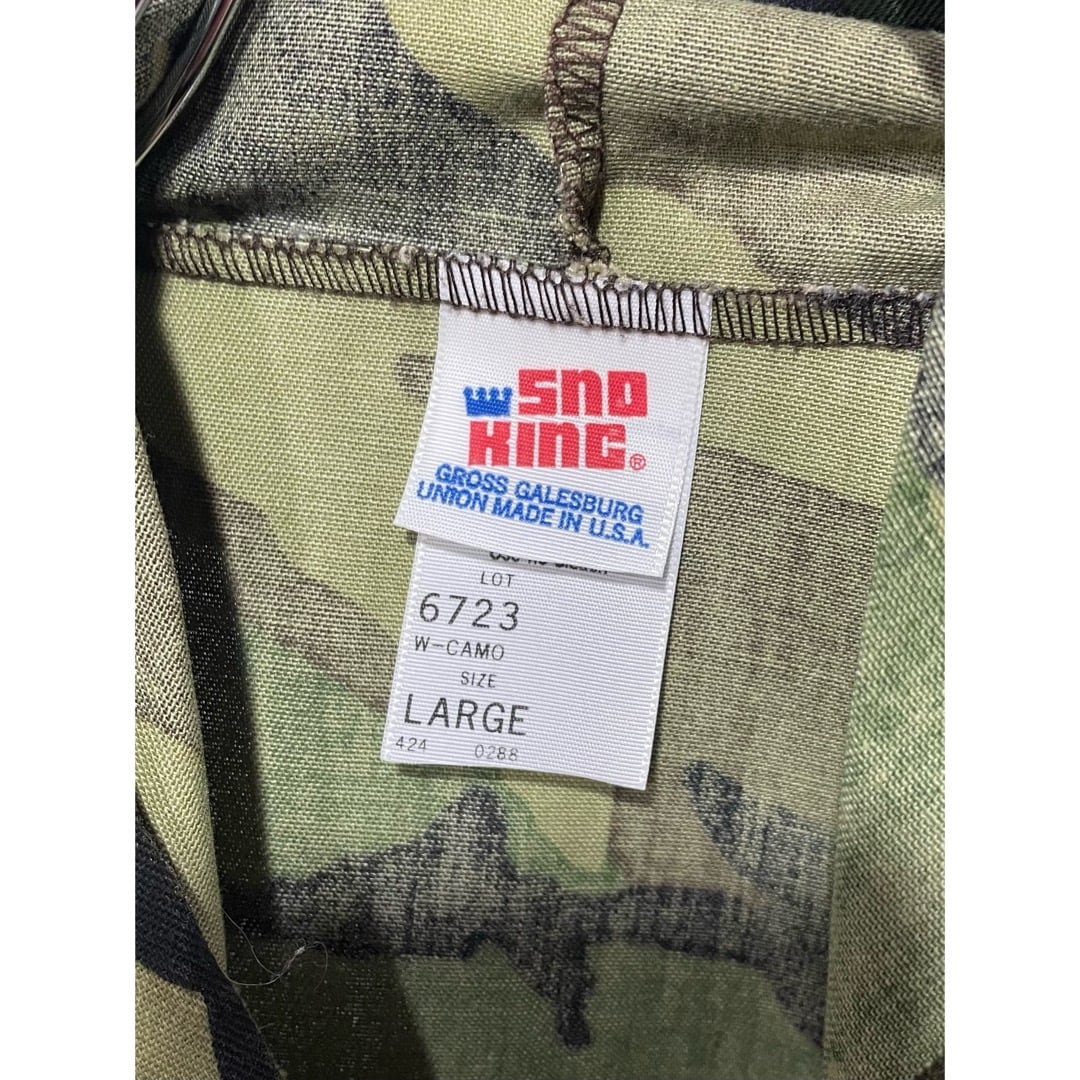 SNO
KING®
GROSS GALESBURG
UNION MADE IN U.S.A.
LOT
6723
W-CAMO
SIZE
LARGE
424 0288